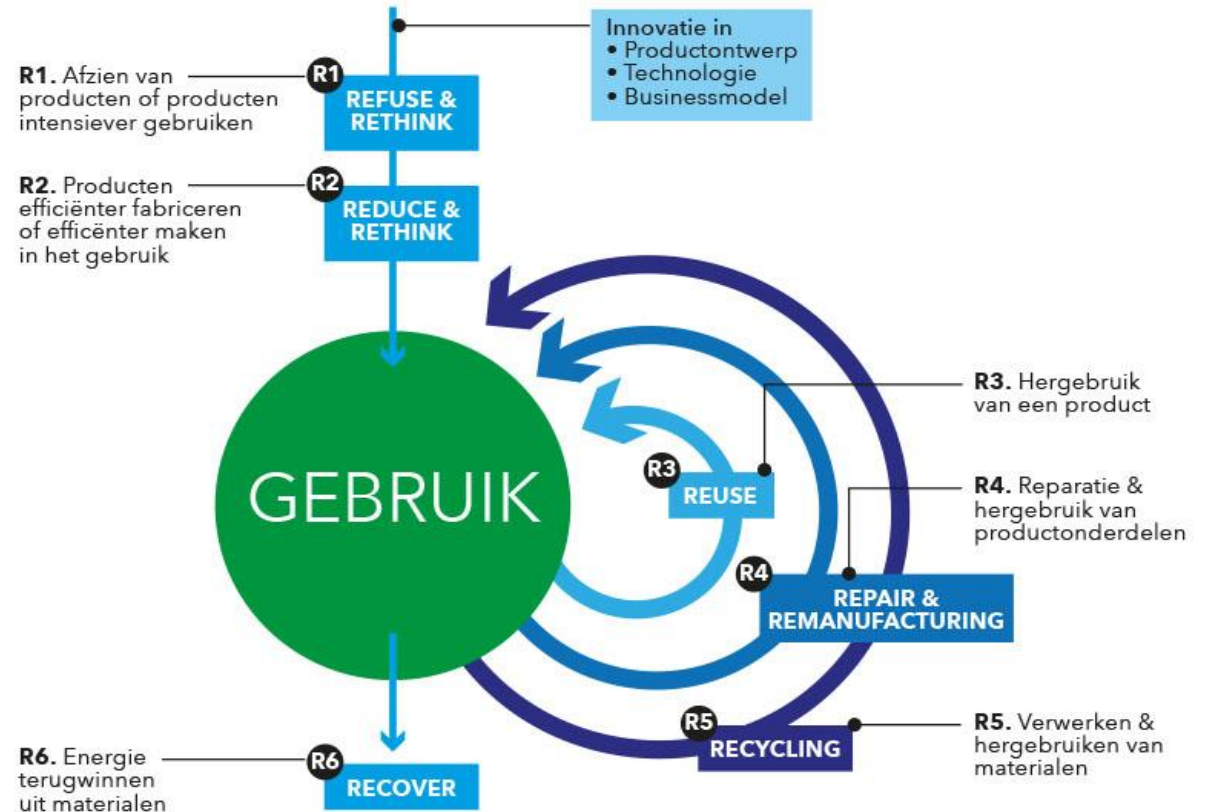 Innovatie in
• Productontwerp
• Technologie
• Businessmodel
R1. Afzien van
producten of producten
intensiever gebruiken
R1
REFUSE &
RETHINK
R2. Producten
efficiënter fabriceren
of efficënter maken
in het gebruik
R2
REDUCE &
RETHINK
GEBRUIK
R3
REUSE
R3. Hergebruik
van een product
R4
REPAIR &
REMANUFACTURING
R4. Reparatie &
hergebruik van
productonderdelen
R5
RECYCLING
R5. Verwerken &
hergebruiken van
materialen
R6. Energie
terugwinnen
uit materialen
R6
RECOVER